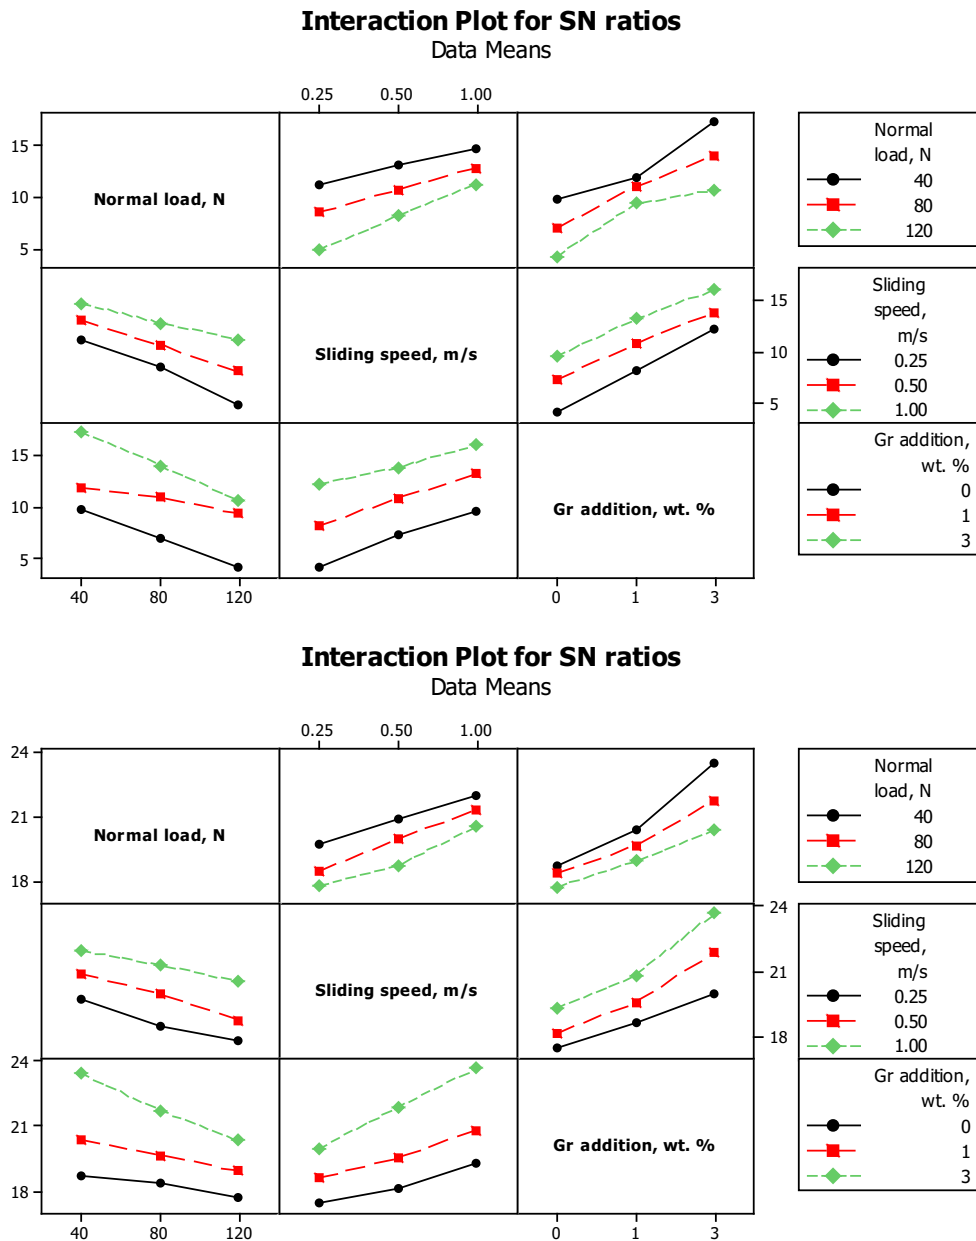 Interaction Plot for SN ratios
Data Means
0.25 0.50 1.00
15
10
5
Normal load, N
Normal
load, N
40
80
120
Sliding speed, m/s
15
10
5
Sliding
speed,
m/s
0.25
0.50
1.00
15
10
5
Gr addition, wt. %
Gr addition,
wt. %
0
1
3
40 80 120 0 1 3
Interaction Plot for SN ratios
Data Means
0.25 0.50 1.00
24
21
18
Normal load, N
Normal
load, N
40
80
120
Sliding speed, m/s
24
21
18
Sliding
speed,
m/s
0.25
0.50
1.00
24
21
18
Gr addition, wt. %
Gr addition,
wt. %
0
1
3
40 80 120 0 1 3